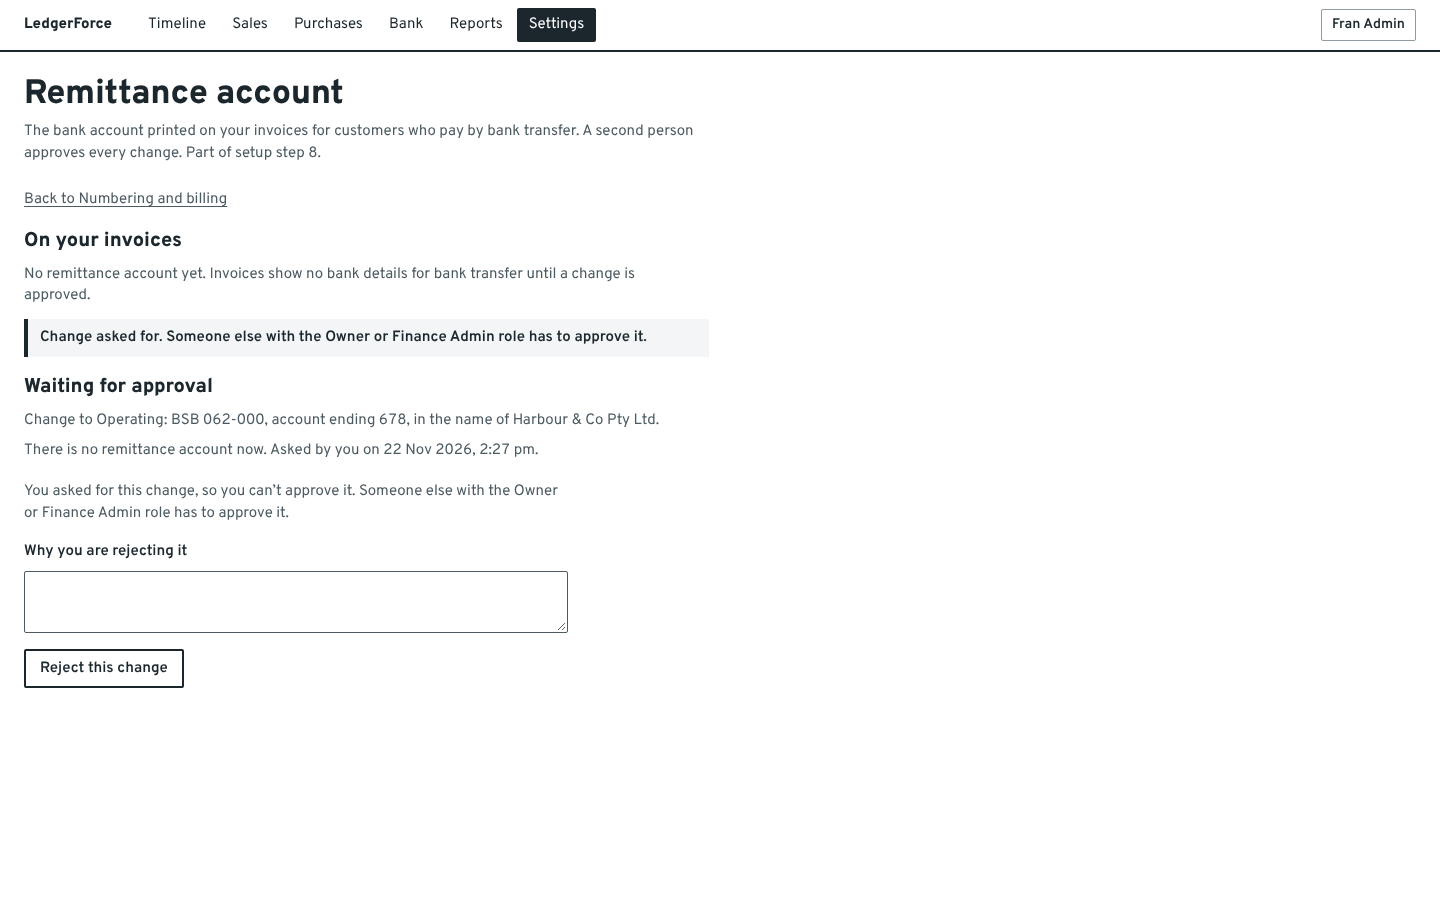 LedgerForce Timeline Sales Purchases Bank Reports Settings Fran Admin
Remittance account
The bank account printed on your invoices for customers who pay by bank transfer. A second person
approves every change. Part of setup step 8.
Back to Numbering and billing
On your invoices
No remittance account yet. Invoices show no bank details for bank transfer until a change is
approved.
Change asked for. Someone else with the Owner or Finance Admin role has to approve it.
Waiting for approval
Change to Operating: BSB 062-000, account ending 678, in the name of Harbour & Co Pty Ltd.
There is no remittance account now. Asked by you on 22 Nov 2026, 2:27 pm.
You asked for this change, so you can’t approve it. Someone else with the Owner
or Finance Admin role has to approve it.
Why you are rejecting it
Reject this change